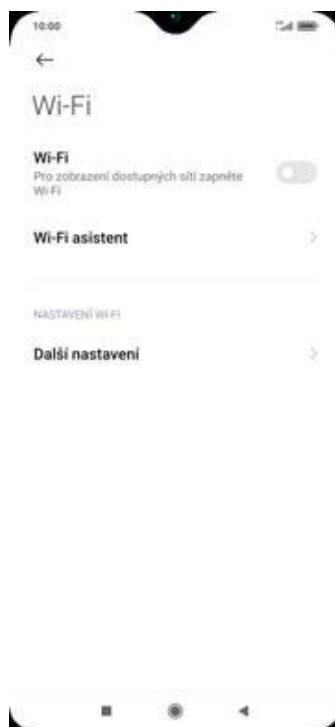 10:00
Wi-Fi
Wi-Fi
Pro zobrazení dostupných sítí zapněte
Wi-Fi
Wi-Fi asistent
NASTAVENÍ WI-FI
Další nastavení